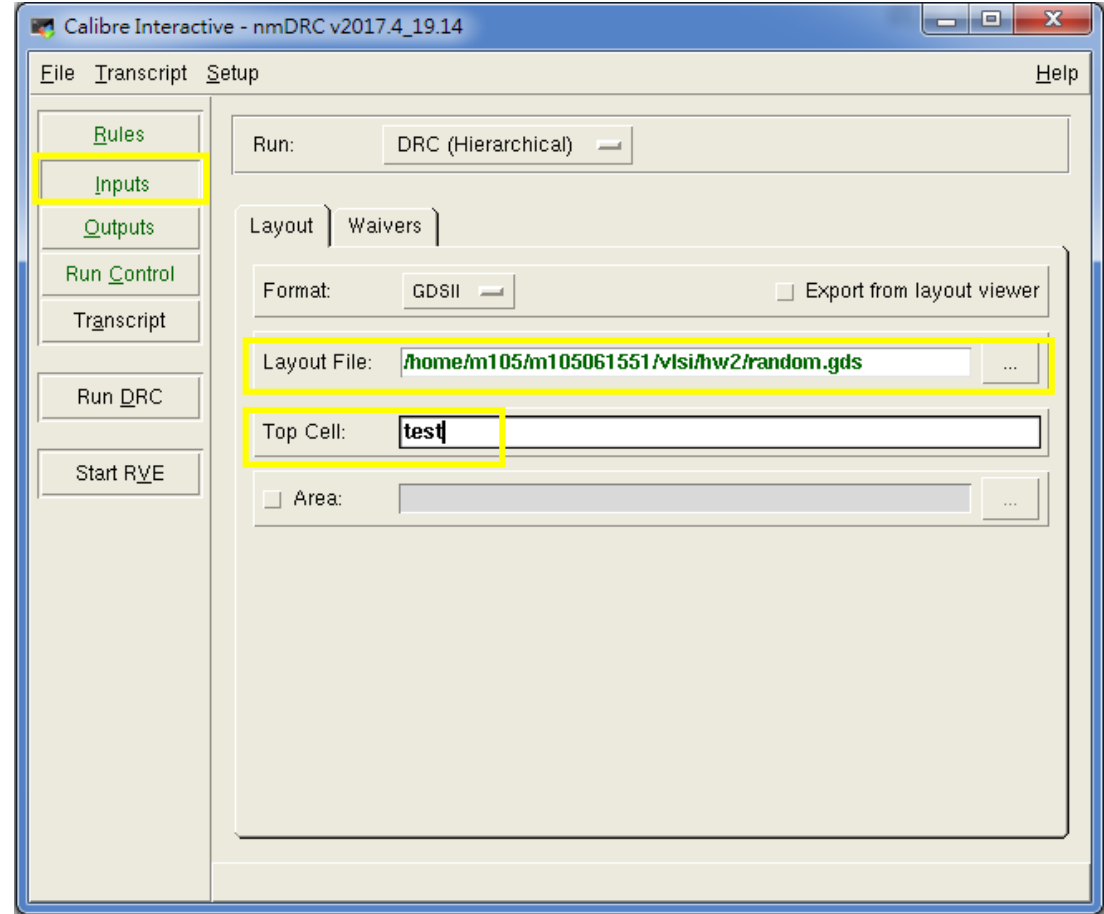 Calibre Interactive - nmDRC v2017.4_19.14
File Transcript Setup Help
Rules
Inputs
Outputs
Run Control
Transcript
Run DRC
Start RVE
Run: DRC (Hierarchical)
Layout Waivers
Format: GDSII Export from layout viewer
Layout File: /home/m105/m105061551/vlsi/hw2/random.gds ...
Top Cell: test
Area: ...